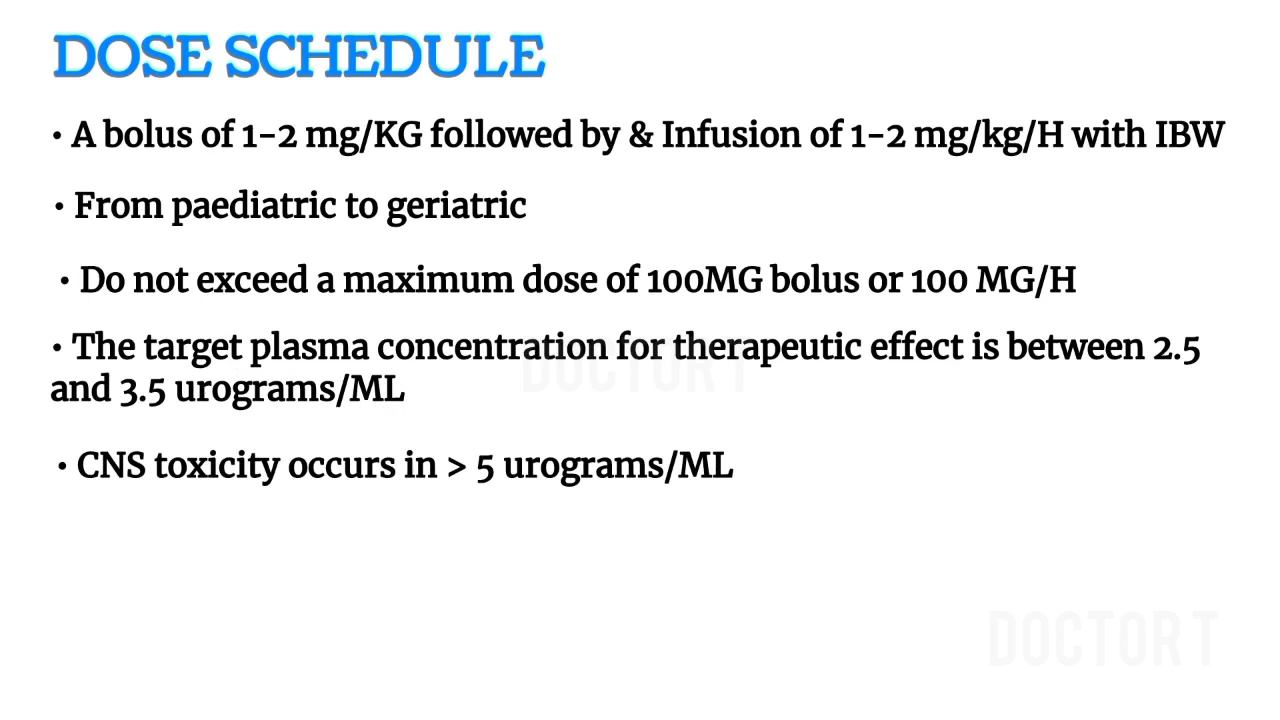 DOSE SCHEDULE
• A bolus of 1-2 mg/KG followed by & Infusion of 1-2 mg/kg/H with IBW
• From paediatric to geriatric
• Do not exceed a maximum dose of 100MG bolus or 100 MG/H
• The target plasma concentration for therapeutic effect is between 2.5
and 3.5 urograms/ML
DOCTOR T
• CNS toxicity occurs in > 5 urograms/ML
DOCTOR T